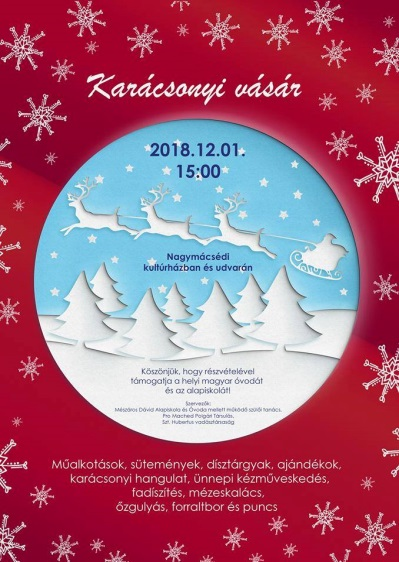 Karácsonyi vásár
2018.12.01.
15:00
Nagymácsédi
kultúrházban és udvarán
Köszönjük, hogy részvételével
támogatja a helyi magyar óvodát
és az alapiskolát!
Szervezők:
Mészáros Dávid Alapiskola és Óvoda mellett működő szülői tanács,
Pro Mached Polgári Társulás,
Szt. Hubertus vadásztársaság
Műalkotások, sütemények, dísztárgyak, ajándékok,
karácsonyi hangulat, ünnepi kézműveskedés,
fadíszítés, mézeskalács,
őzgulyás, forraltbor és puncs